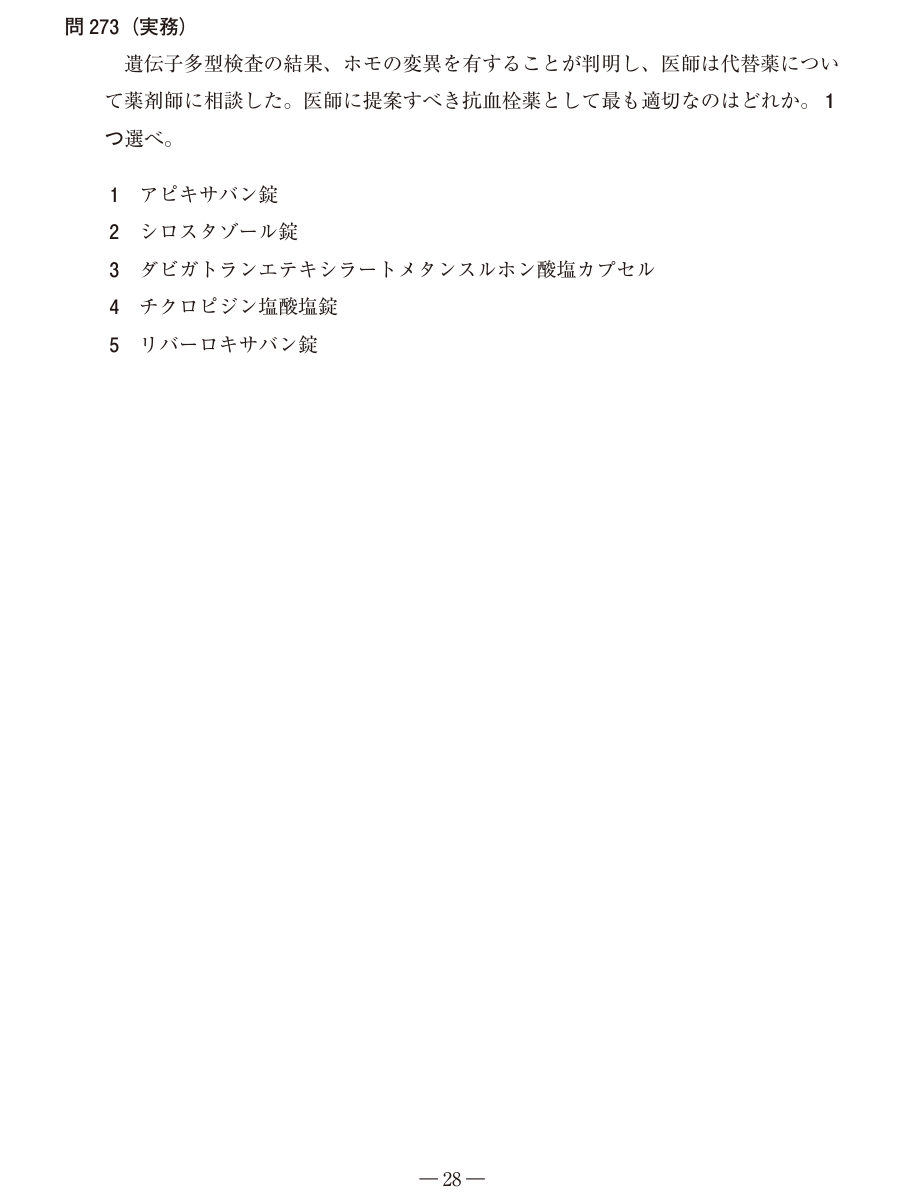 問 273（実務）
遺伝子多型検査の結果、ホモの変異を有することが判明し、医師は代替薬につい
て薬剤師に相談した。医師に提案すべき抗血栓薬として最も適切なのはどれか。1
つ選べ。
1 アピキサバン錠
2 シロスタゾール錠
3 ダビガトランエテキシラートメタンスルホン酸塩カプセル
4 チクロピジン塩酸塩錠
5 リバーロキサバン錠
— 28 —